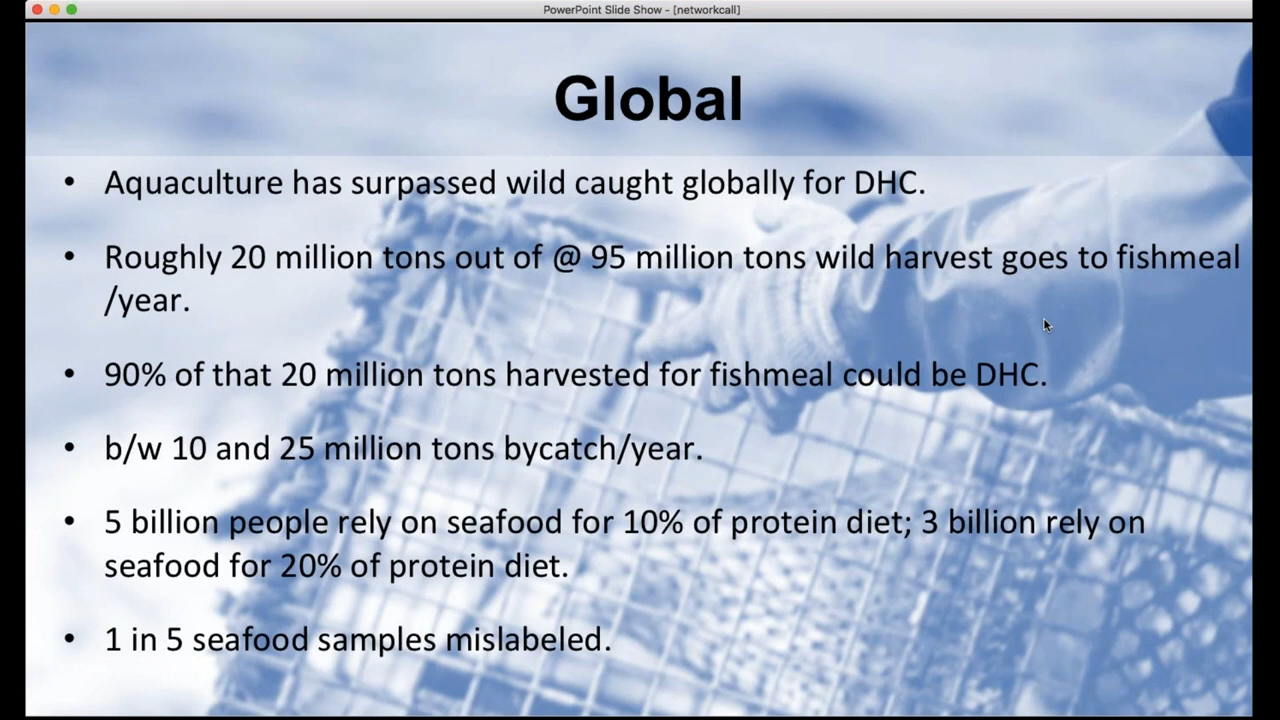 PowerPoint Slide Show - [networkcall]
Global
• Aquaculture has surpassed wild caught globally for DHC.
• Roughly 20 million tons out of @ 95 million tons wild harvest goes to fishmeal
/year.
• 90% of that 20 million tons harvested for fishmeal could be DHC.
• b/w 10 and 25 million tons bycatch/year.
• 5 billion people rely on seafood for 10% of protein diet; 3 billion rely on
seafood for 20% of protein diet.
• 1 in 5 seafood samples mislabeled.